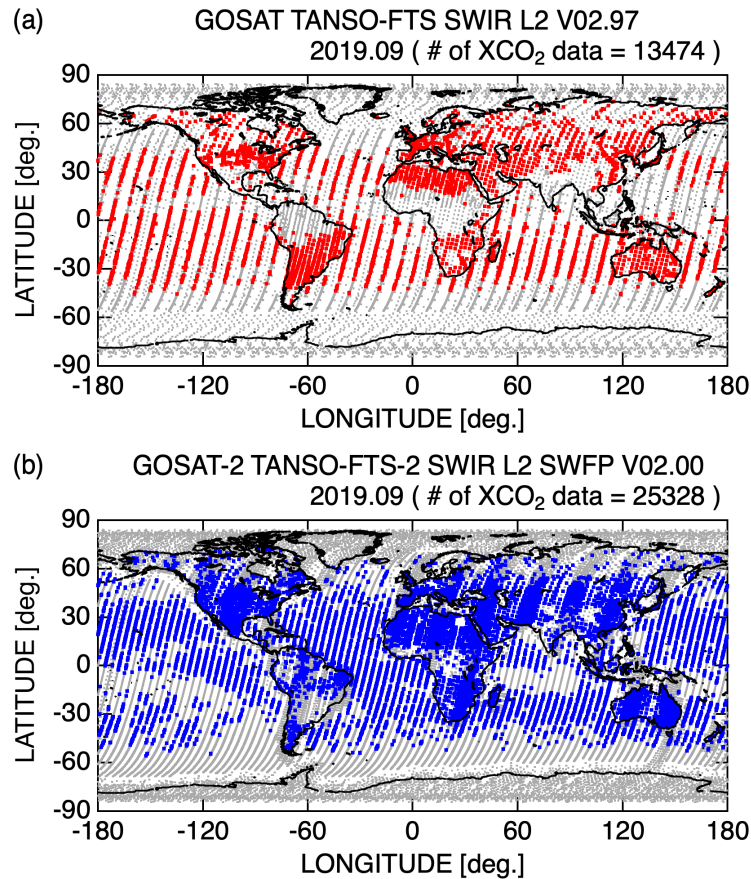 (a) GOSAT TANSO-FTS SWIR L2 V02.97
2019.09 ( # of XCO₂ data = 13474 )
90
60
30
0
-30
-60
-90
LATITUDE [deg.]
-180 -120 -60 0 60 120 180
LONGITUDE [deg.]
(b) GOSAT-2 TANSO-FTS-2 SWIR L2 SWFP V02.00
2019.09 ( # of XCO₂ data = 25328 )
90
60
30
0
-30
-60
-90
LATITUDE [deg.]
-180 -120 -60 0 60 120 180
LONGITUDE [deg.]